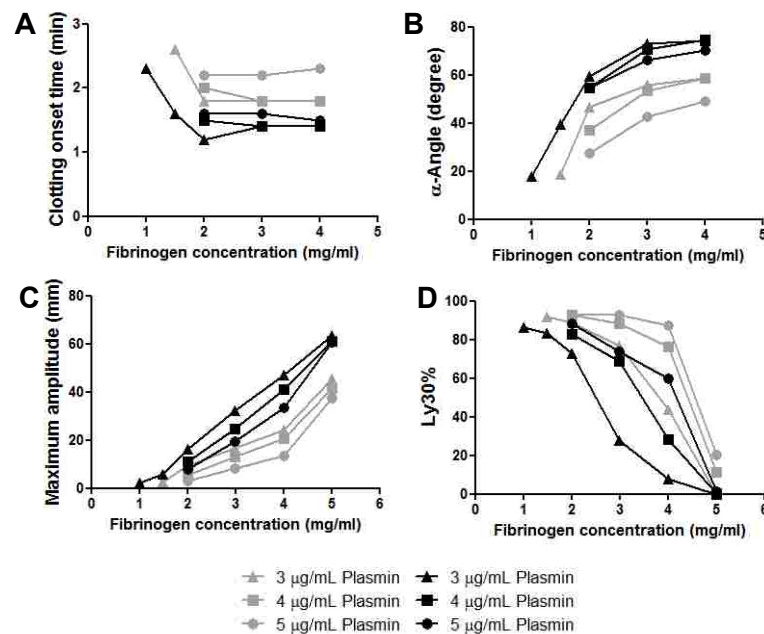 A
Clotting onset time (min)
3
2
1
0
0 1 2 3 4 5
Fibrinogen concentration (mg/ml)
B
α-Angle (degree)
80
60
40
20
0
0 1 2 3 4 5
Fibrinogen concentration (mg/ml)
C
Maximum amplitude (mm)
80
60
40
20
0
0 1 2 3 4 5 6
Fibrinogen concentration (mg/ml)
D
Ly30%
100
80
60
40
20
0
0 1 2 3 4 5 6
Fibrinogen concentration (mg/ml)
3 μg/mL Plasmin 3 μg/mL Plasmin
4 μg/mL Plasmin 4 μg/mL Plasmin
5 μg/mL Plasmin 5 μg/mL Plasmin